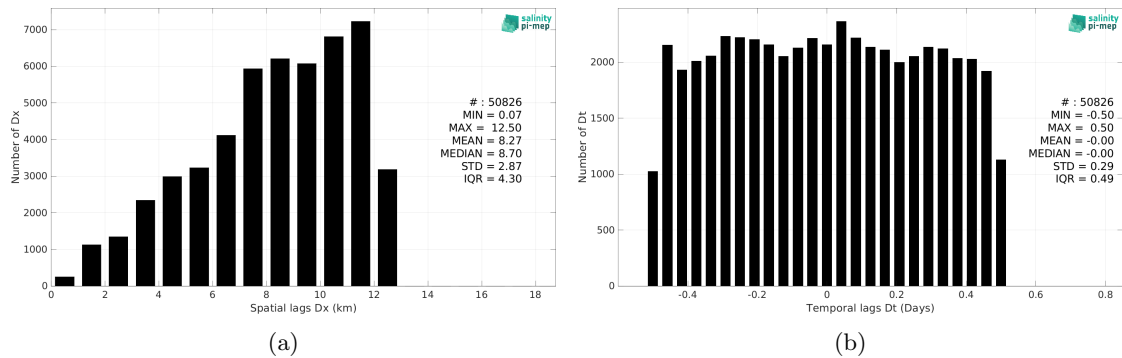 salinity
pi-mep
7000
6000
5000
4000
3000
2000
1000
0
Number of Dx
# : 50826
MIN = 0.07
MAX = 12.50
MEAN = 8.27
MEDIAN = 8.70
STD = 2.87
IQR = 4.30
0 2 4 6 8 10 12 14 16 18
Spatial lags Dx (km)
(a)
salinity
pi-mep
2000
1500
1000
500
0
Number of Dt
# : 50826
MIN = -0.50
MAX = 0.50
MEAN = -0.00
MEDIAN = -0.00
STD = 0.29
IQR = 0.49
-0.4 -0.2 0 0.2 0.4 0.6 0.8
Temporal lags Dt (Days)
(b)